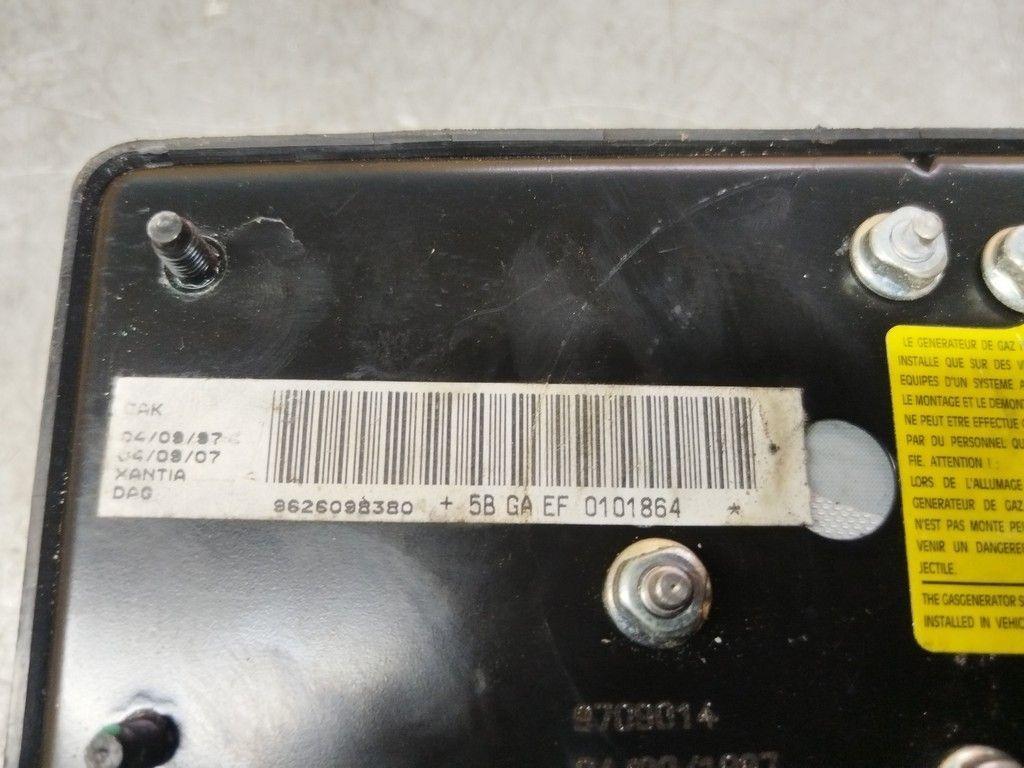 CAK
04/09/97
04/09/07
XANTIA
DAG
9626098380 + 5B GA EF 0101864 *
LE GENERATEUR DE GAZ
INSTALLE QUE SUR DES
EQUIPES D'UN SYSTEME
LE MONTAGE ET LE DEMON
NE PEUT ETRE EFFECTUE
PAR DU PERSONNEL QU
FIE. ATTENTION !
LORS DE L'ALLUMAGE
GENERATEUR DE GAZ
N'EST PAS MONTE PE
VENIR UN DANGERE
JECTILE.
THE GASGENERATOR S
INSTALLED IN VEHIC
9709014